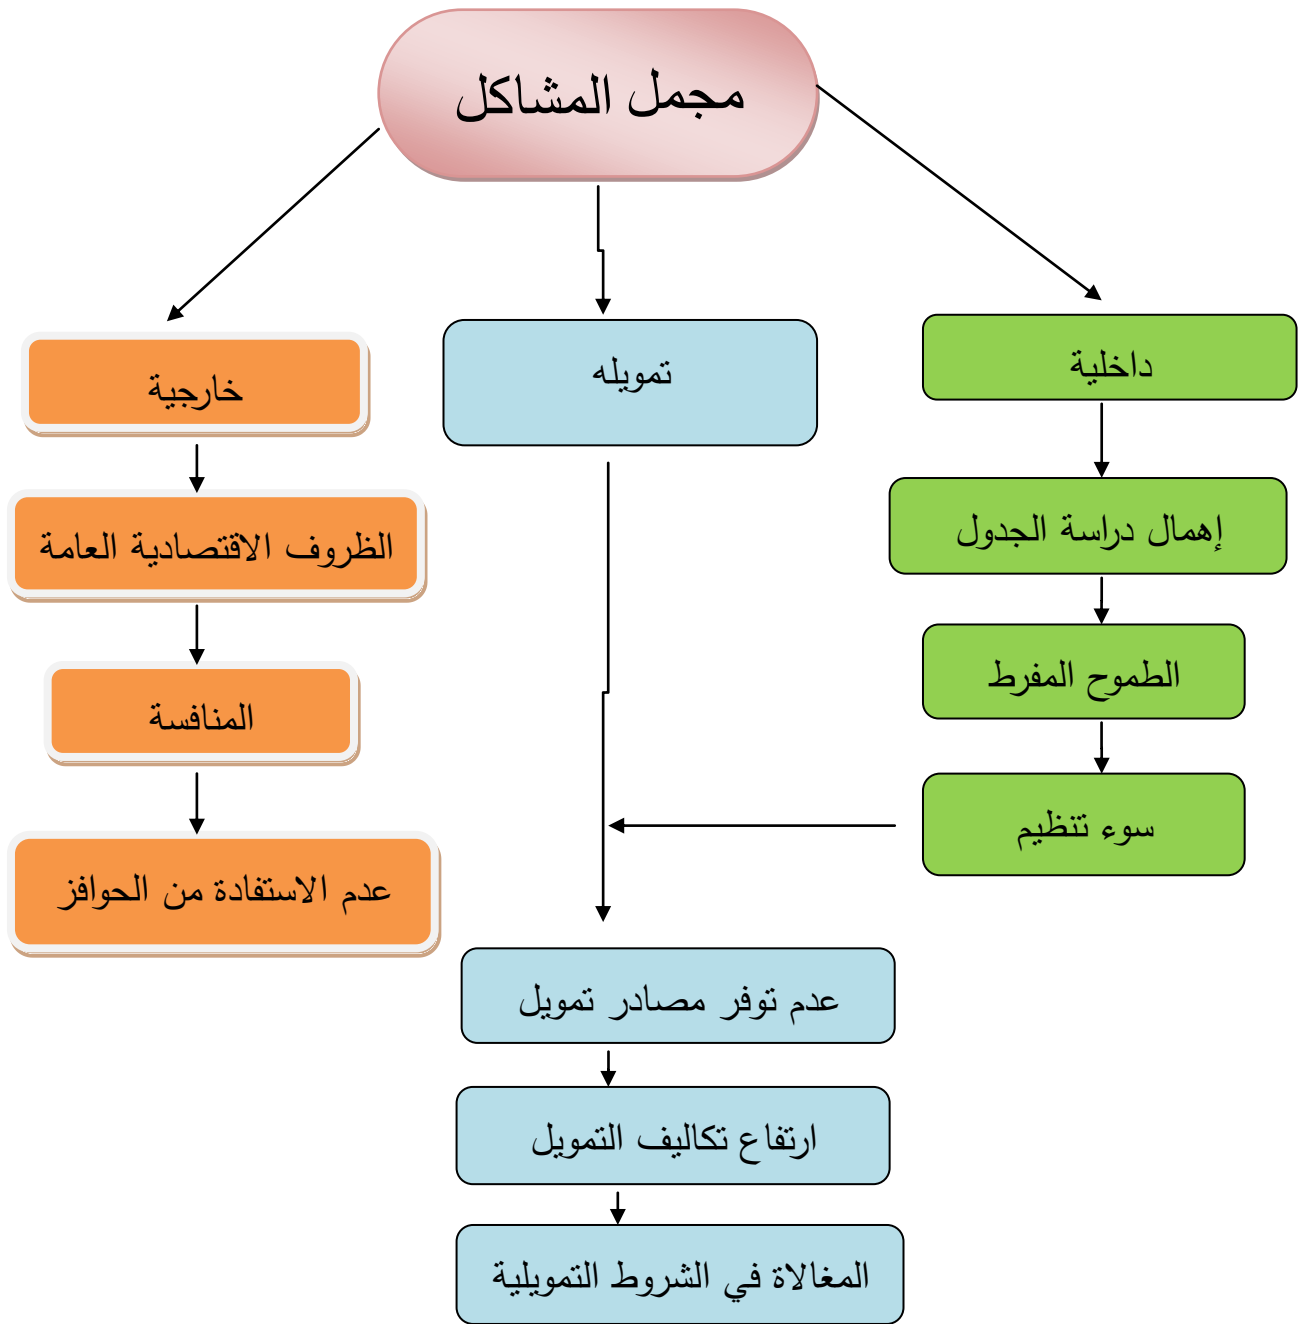 مجمل المشاكل
داخلية
إهمال دراسة الجدول
الطموح المفرط
سوء تنظيم
تمويله
عدم توفر مصادر تمويل
ارتفاع تكاليف التمويل
المغالاة في الشروط التمويلية
خارجية
الظروف الاقتصادية العامة
المنافسة
عدم الاستفادة من الحوافز